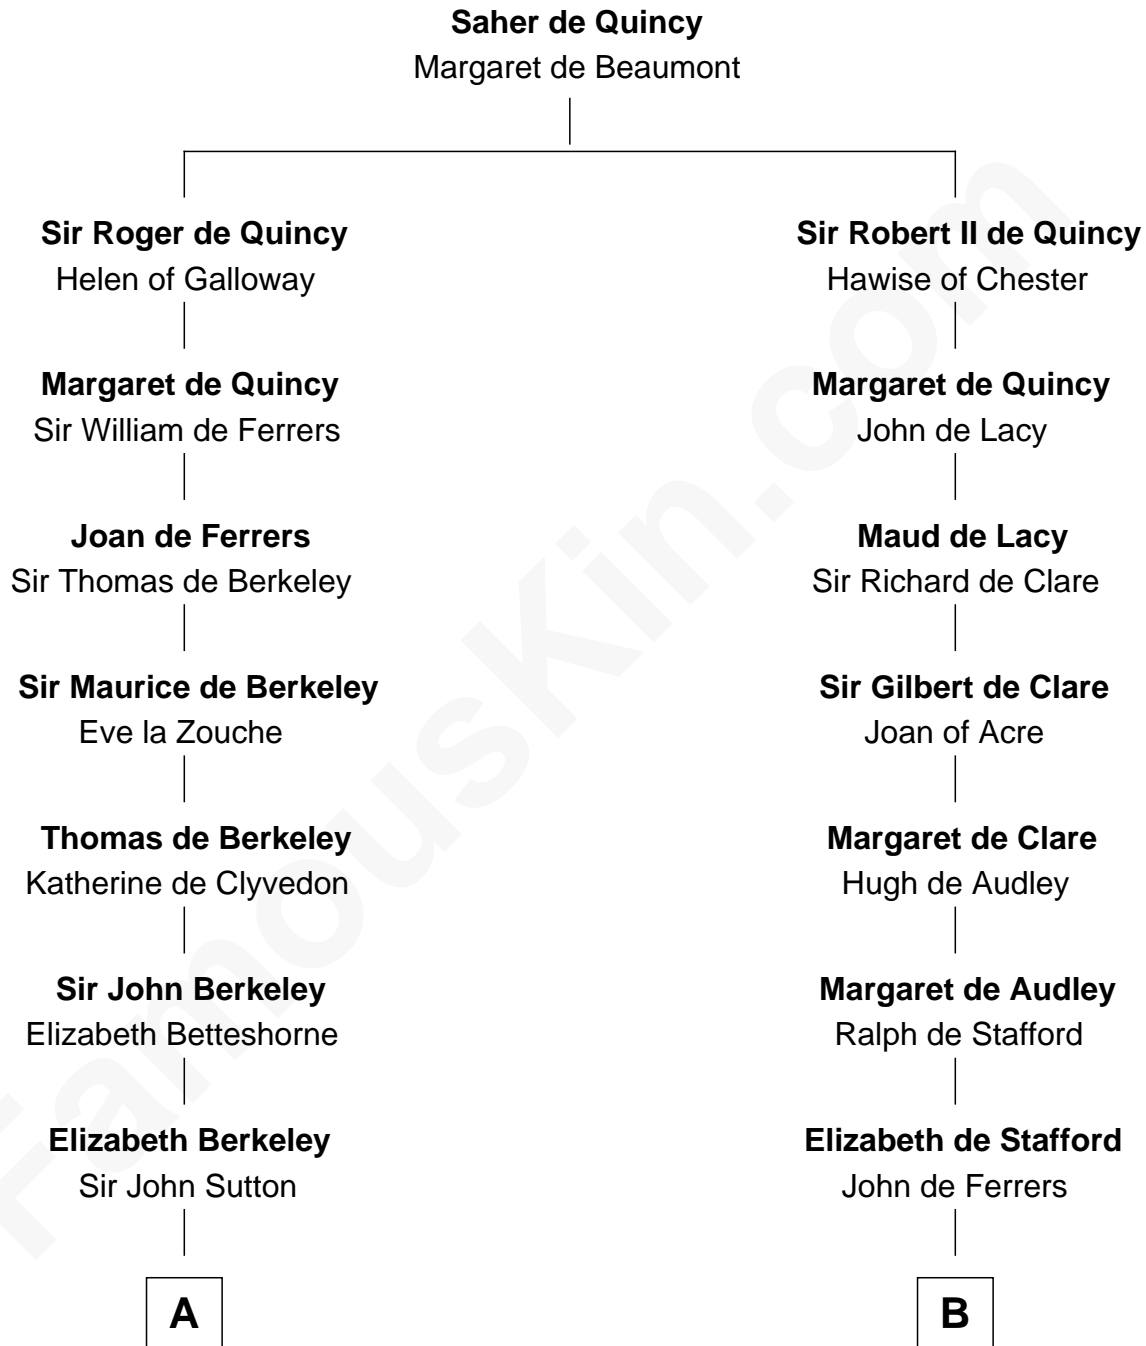 Saher de Quincy
Margaret de Beaumont
Sir Roger de Quincy
Helen of Galloway
Sir Robert II de Quincy
Hawise of Chester
Margaret de Quincy
Sir William de Ferrers
Margaret de Quincy
John de Lacy
Joan de Ferrers
Sir Thomas de Berkeley
Maud de Lacy
Sir Richard de Clare
Sir Maurice de Berkeley
Eve la Zouche
Sir Gilbert de Clare
Joan of Acre
Thomas de Berkeley
Katherine de Clyvedon
Margaret de Clare
Hugh de Audley
Sir John Berkeley
Elizabeth Betteshorne
Margaret de Audley
Ralph de Stafford
Elizabeth Berkeley
Sir John Sutton
Elizabeth de Stafford
John de Ferrers
A
B
FamousKin.com